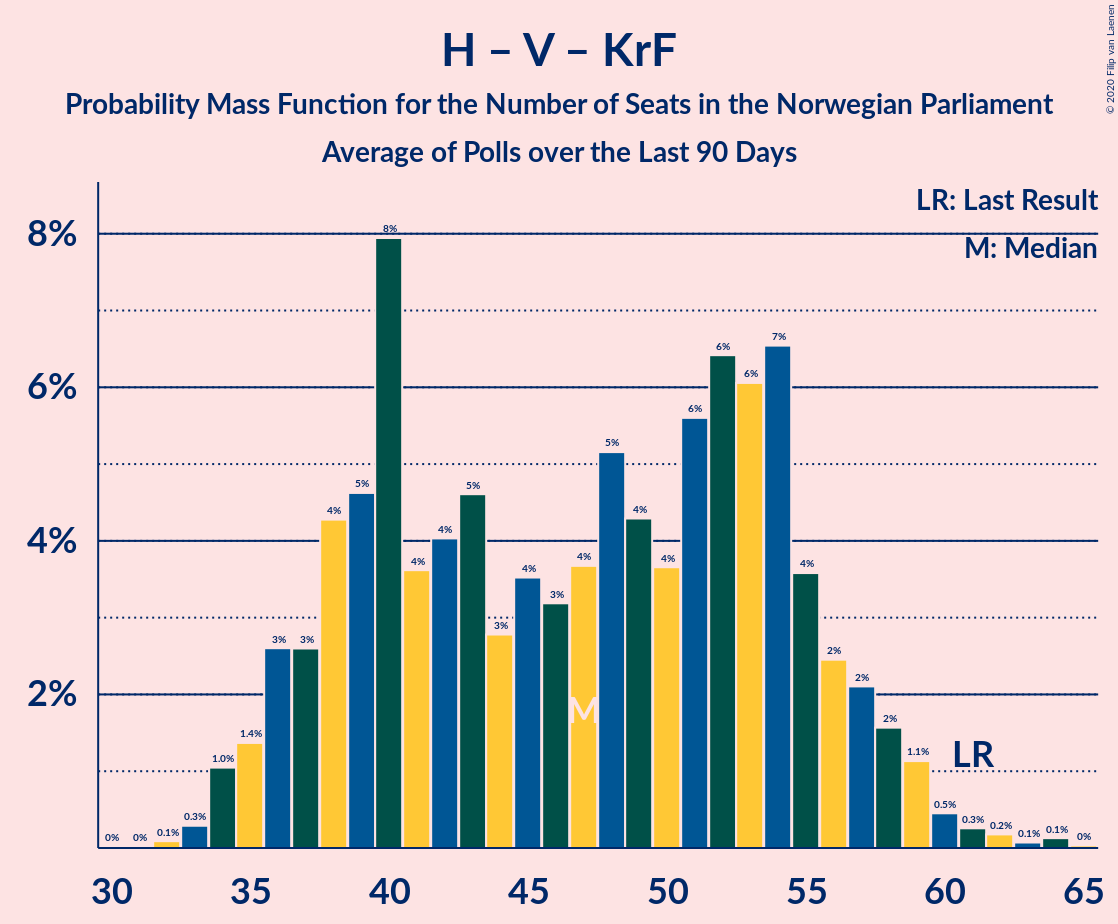 H – V – KrF
Probability Mass Function for the Number of Seats in the Norwegian Parliament
Average of Polls over the Last 90 Days
© 2020 Filip van Laenen
LR: Last Result
M: Median
8%
6%
4%
2%
0% 0% 0.1% 0.3% 1.0% 1.4% 3% 3% 4% 5% 8% 4% 4% 5% 3% 4% 3% 4% 5% 4% 4% 6% 6% 6% 7% 4% 2% 2% 2% 1.1% 0.5% 0.3% 0.2% 0.1% 0.1% 0%
M
LR
30 35 40 45 50 55 60 65